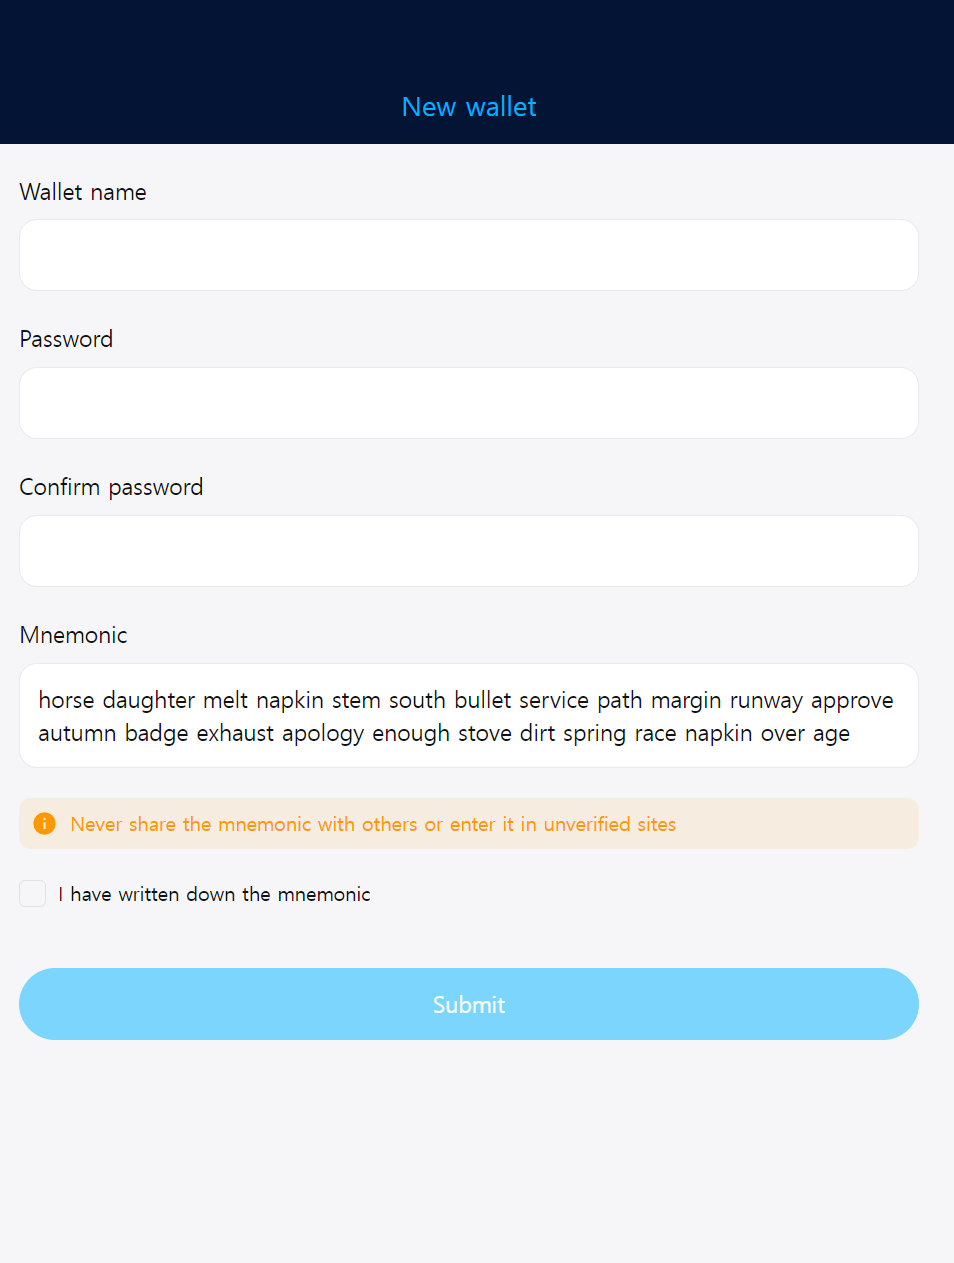 New wallet
Wallet name
Password
Confirm password
Mnemonic
horse daughter melt napkin stem south bullet service path margin runway approve
autumn badge exhaust apology enough stove dirt spring race napkin over age
Never share the mnemonic with others or enter it in unverified sites
I have written down the mnemonic
Submit